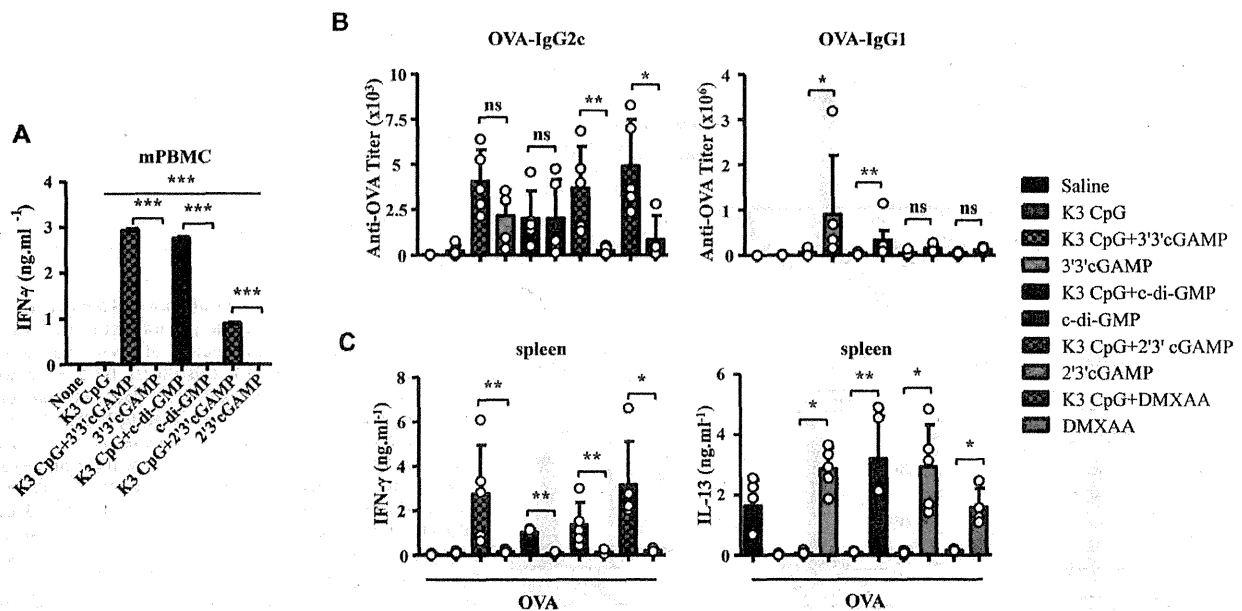 A
mPBMC
IFN-γ (ng.ml⁻¹)
4
3
2
1
0
***
***
***
***
None
K3 CpG
K3 CpG+3'3'cGAMP
3'3'cGAMP
K3 CpG+c-di-GMP
c-di-GMP
K3 CpG+2'3'cGAMP
2'3'cGAMP
B
OVA-IgG2c
Anti-OVA Titer (x10³)
10
7.5
5
2.5
0
ns
ns
**
*
OVA-IgG1
Anti-OVA Titer (x10⁶)
4
3
2
1
0
*
**
ns
ns
C
spleen
IFN-γ (ng.ml⁻¹)
8
6
4
2
0
**
**
**
*
OVA
spleen
IL-13 (ng.ml⁻¹)
6
4
2
0
*
**
*
*
OVA
Saline
K3 CpG
K3 CpG+3'3'cGAMP
3'3'cGAMP
K3 CpG+c-di-GMP
c-di-GMP
K3 CpG+2'3' cGAMP
2'3'cGAMP
K3 CpG+DMXAA
DMXAA